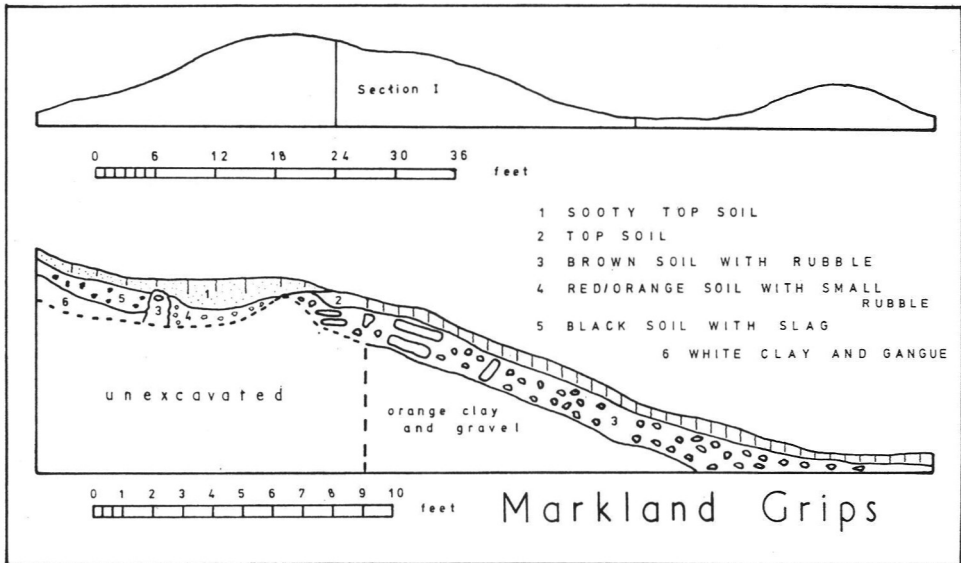 Section I
0 6 12 18 24 30 36
feet
1 SOOTY TOP SOIL
2 TOP SOIL
3 BROWN SOIL WITH RUBBLE
4 RED/ORANGE SOIL WITH SMALL
RUBBLE
5 BLACK SOIL WITH SLAG
6 WHITE CLAY AND GANGUE
1
2
5
6
3
4
unexcavated
orange clay
and gravel
3
0 1 2 3 4 5 6 7 8 9 10
feet
Markland Grips